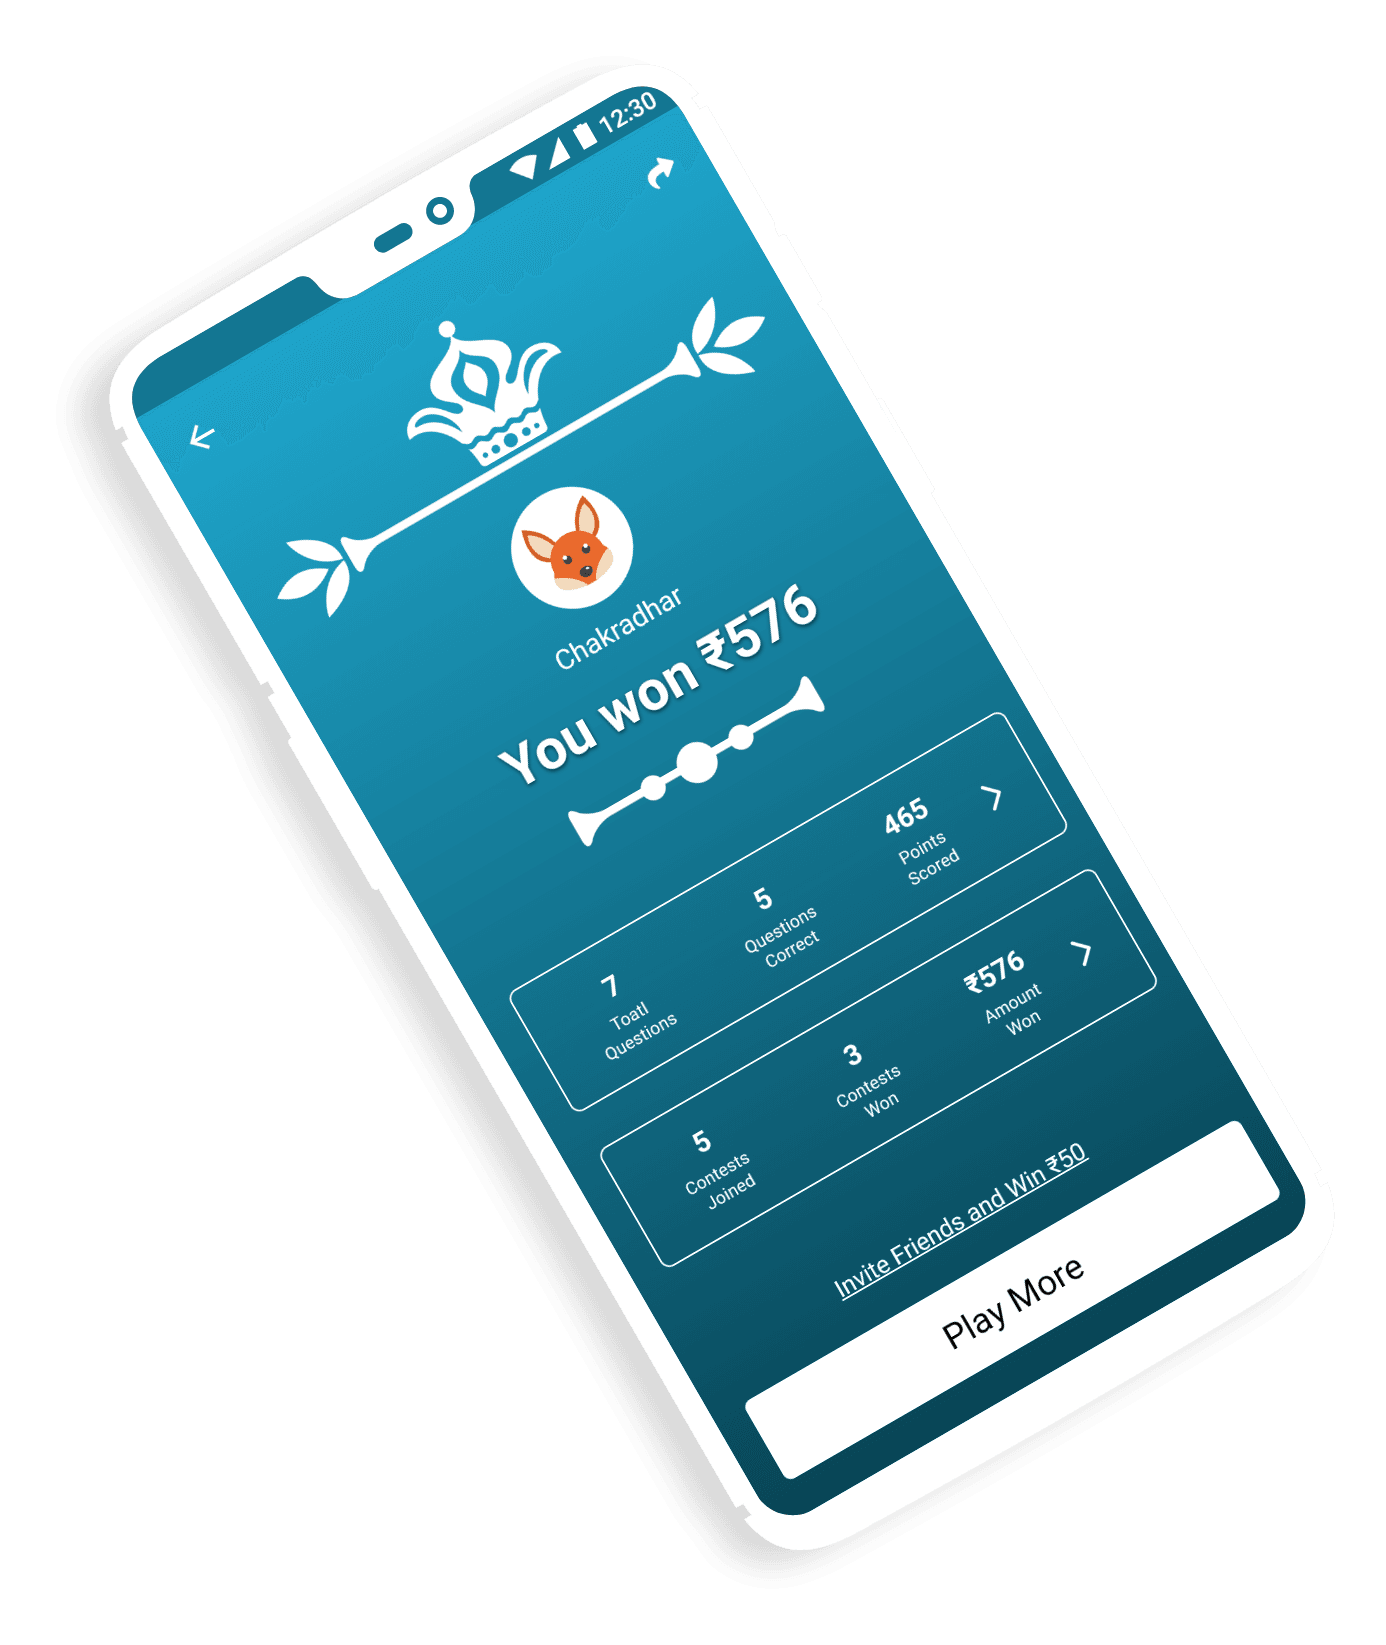 12:30
Chakradhar
You won ₹576
7
Toatl
Questions
5
Questions
Correct
465
Points
Scored
5
Contests
Joined
3
Contests
Won
₹576
Amount
Won
Invite Friends and Win ₹50
Play More